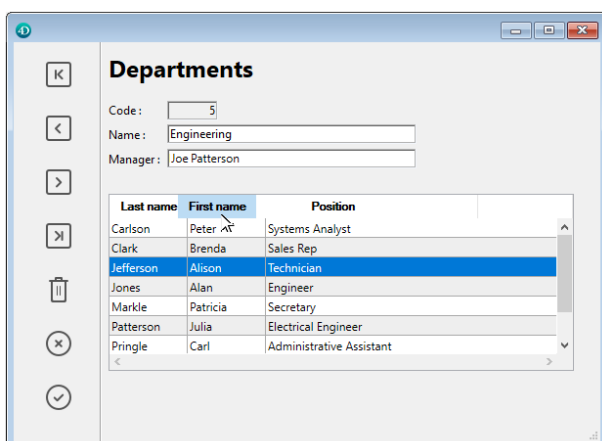 Departments
Code: 5
Name: Engineering
Manager: Joe Patterson
Last name First name Position
Carlson Peter Systems Analyst
Clark Brenda Sales Rep
Jefferson Alison Technician
Jones Alan Engineer
Markle Patricia Secretary
Patterson Julia Electrical Engineer
Pringle Carl Administrative Assistant